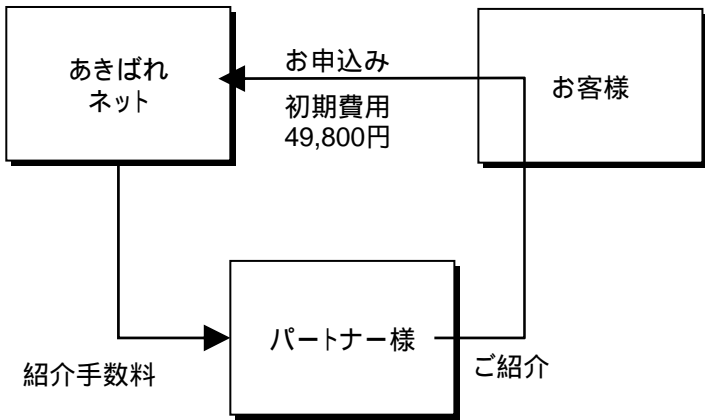 あきばれ
ネット
お申込み
初期費用
49,800円
お客様
パートナー様
紹介手数料
ご紹介